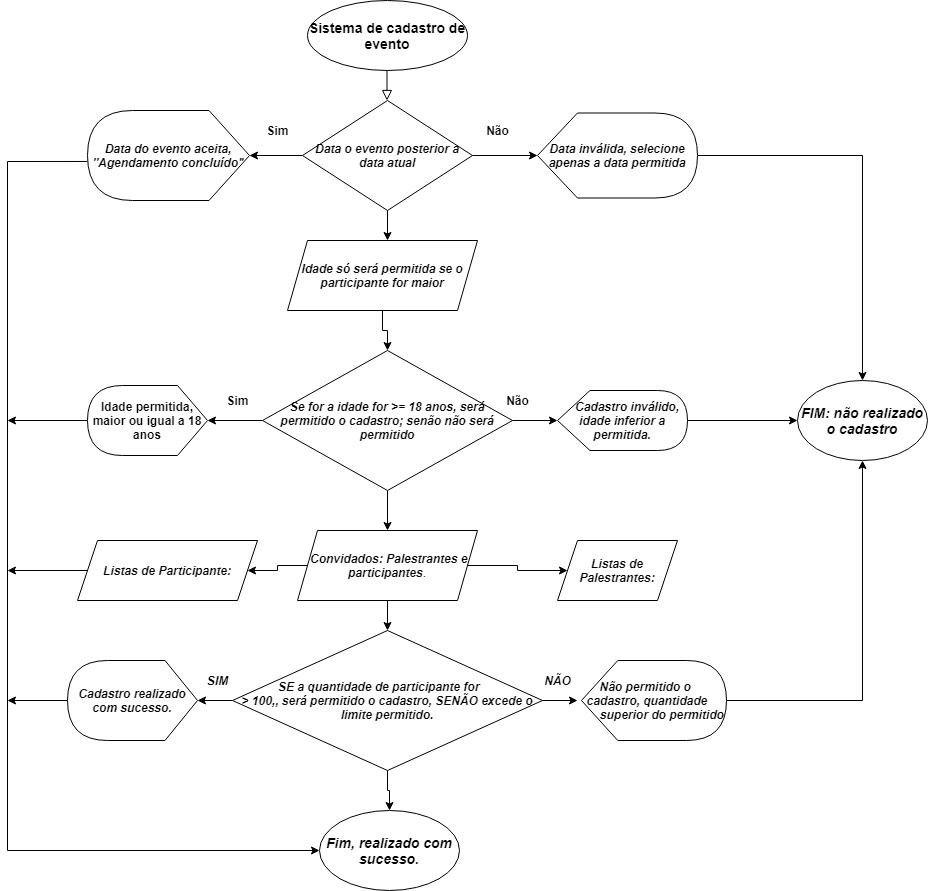 Sistema de cadastro de
evento
Sim
Não
Data do evento aceita,
"Agendamento concluído"
Data o evento posterior a
data atual
Data inválida, selecione
apenas a data permitida
Idade só será permitida se o
participante for maior
Sim
Não
Idade permitida,
maior ou igual a 18
anos
Se for a idade for >= 18 anos, será
permitido o cadastro; senão não será
permitido
Cadastro inválido,
idade inferior a
permitida.
FIM: não realizado
o cadastro
Listas de Participante:
Convidados: Palestrantes e
participantes.
Listas de
Palestrantes:
SIM
NÃO
Cadastro realizado
com sucesso.
SE a quantidade de participante for
> 100,, será permitido o cadastro, SENÃO excede o
limite permitido.
Não permitido o
cadastro, quantidade
superior do permitido
Fim, realizado com
sucesso.